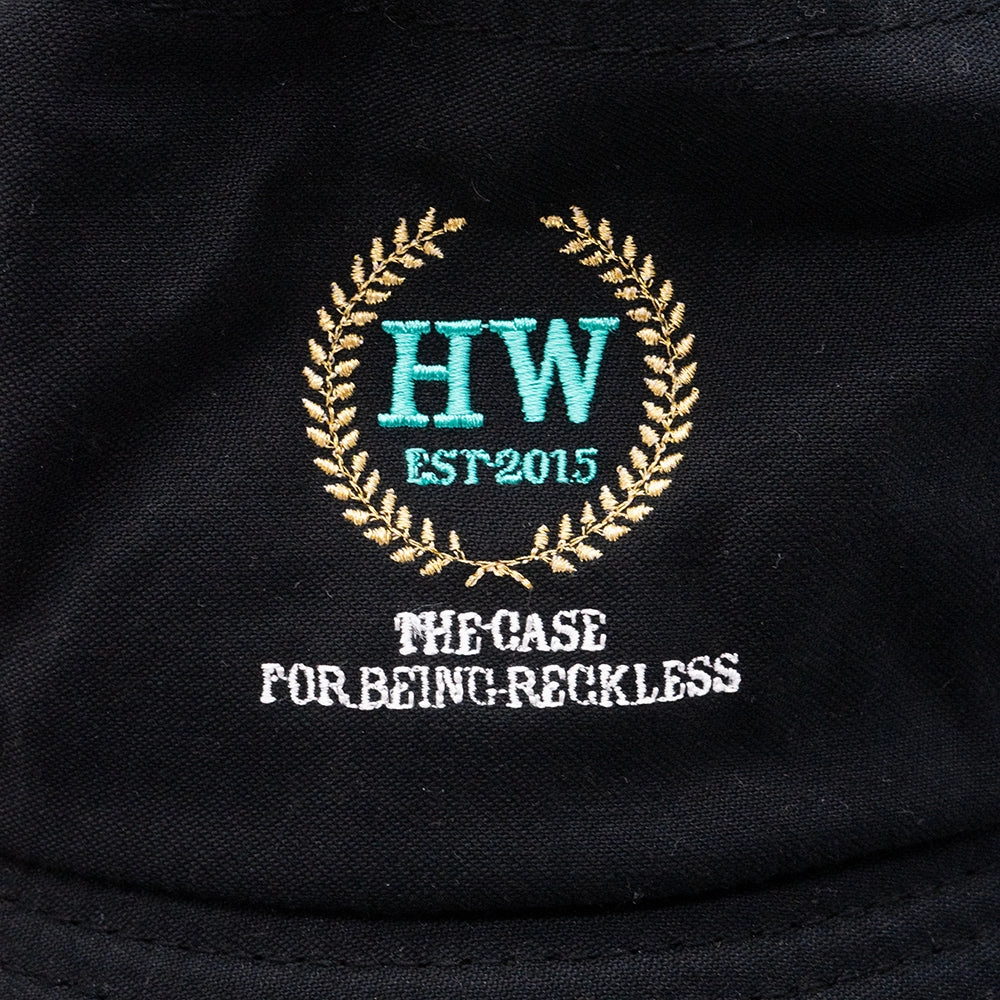 HW
EST-2015
THE CASE
FOR BEING RECKLESS